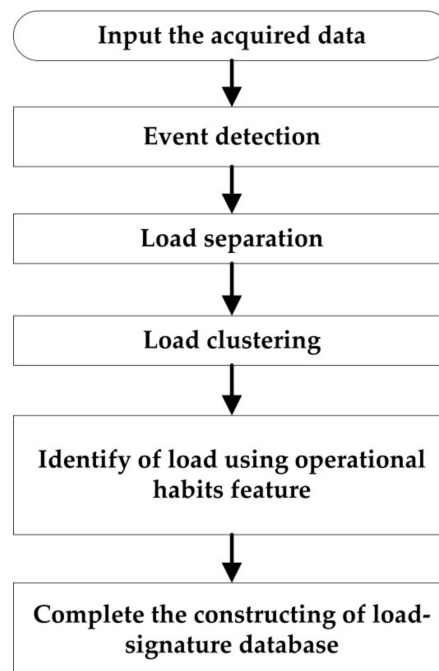 Input the acquired data
Event detection
Load separation
Load clustering
Identify of load using operational
habits feature
Complete the constructing of load-
signature database